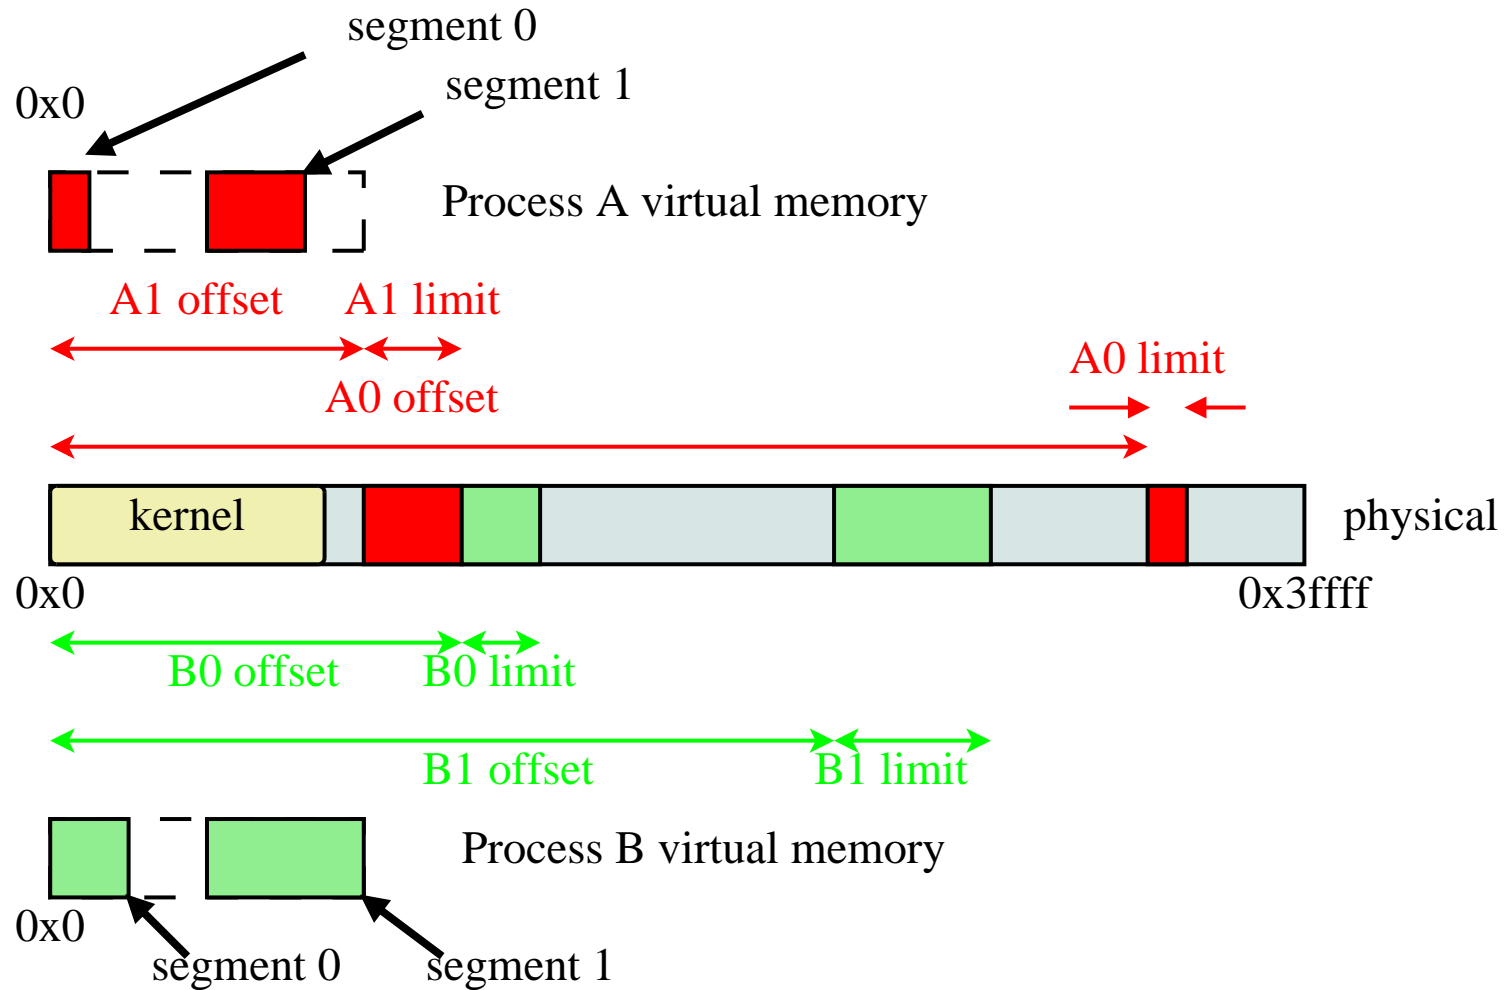 segment 0
segment 1
0x0
Process A virtual memory
A1 offset
A1 limit
A0 limit
A0 offset
kernel
physical
0x0
0x3ffff
B0 offset
B0 limit
B1 offset
B1 limit
Process B virtual memory
0x0
segment 0
segment 1